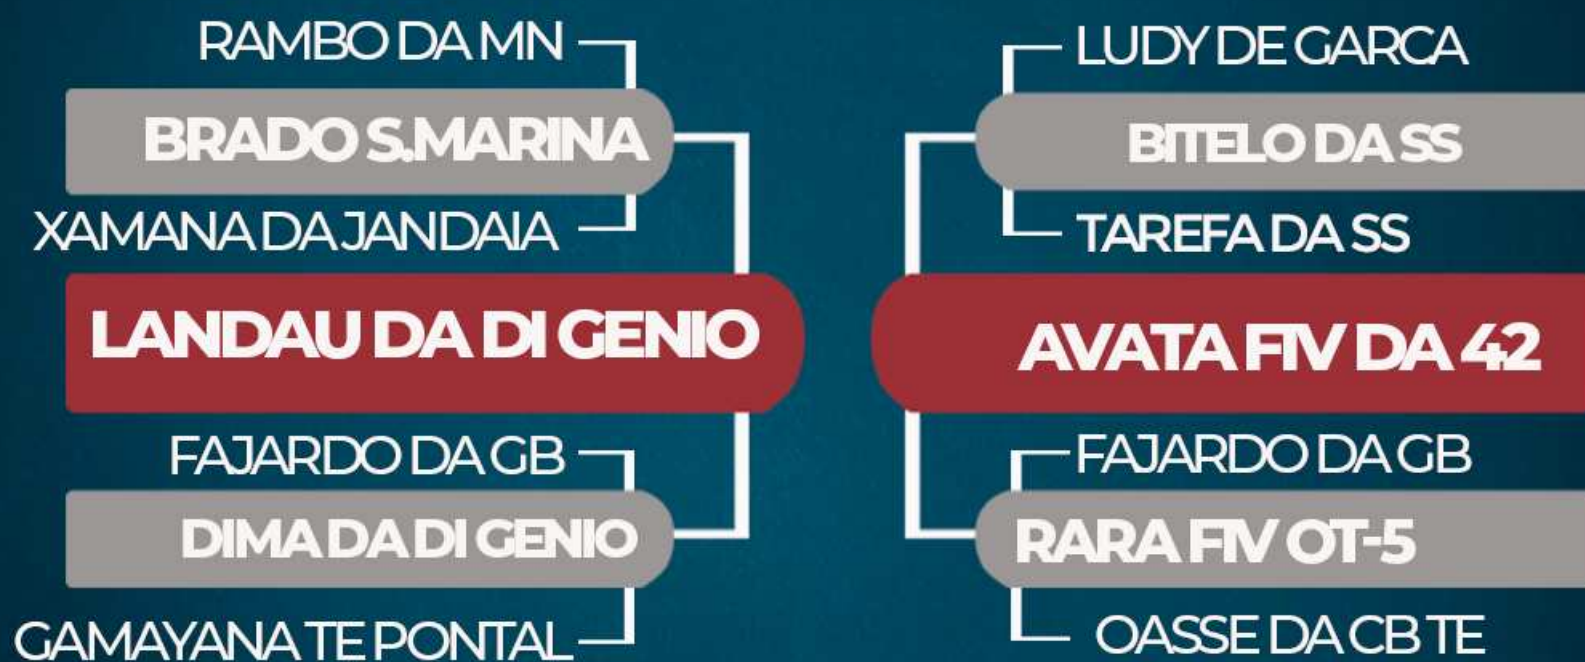 RAMBO DA MN
BRADO S.MARINA
XAMANA DA JANDAIA
LANDAU DA DI GENIO
FAJARDO DA GB
DIMA DA DI GENIO
GAMAYANA TE PONTAL
LUDY DE GARCA
BITELO DA SS
TAREFA DA SS
AVATA FIV DA 42
FAJARDO DA GB
RARA FIV OT-5
OASSE DA CB TE